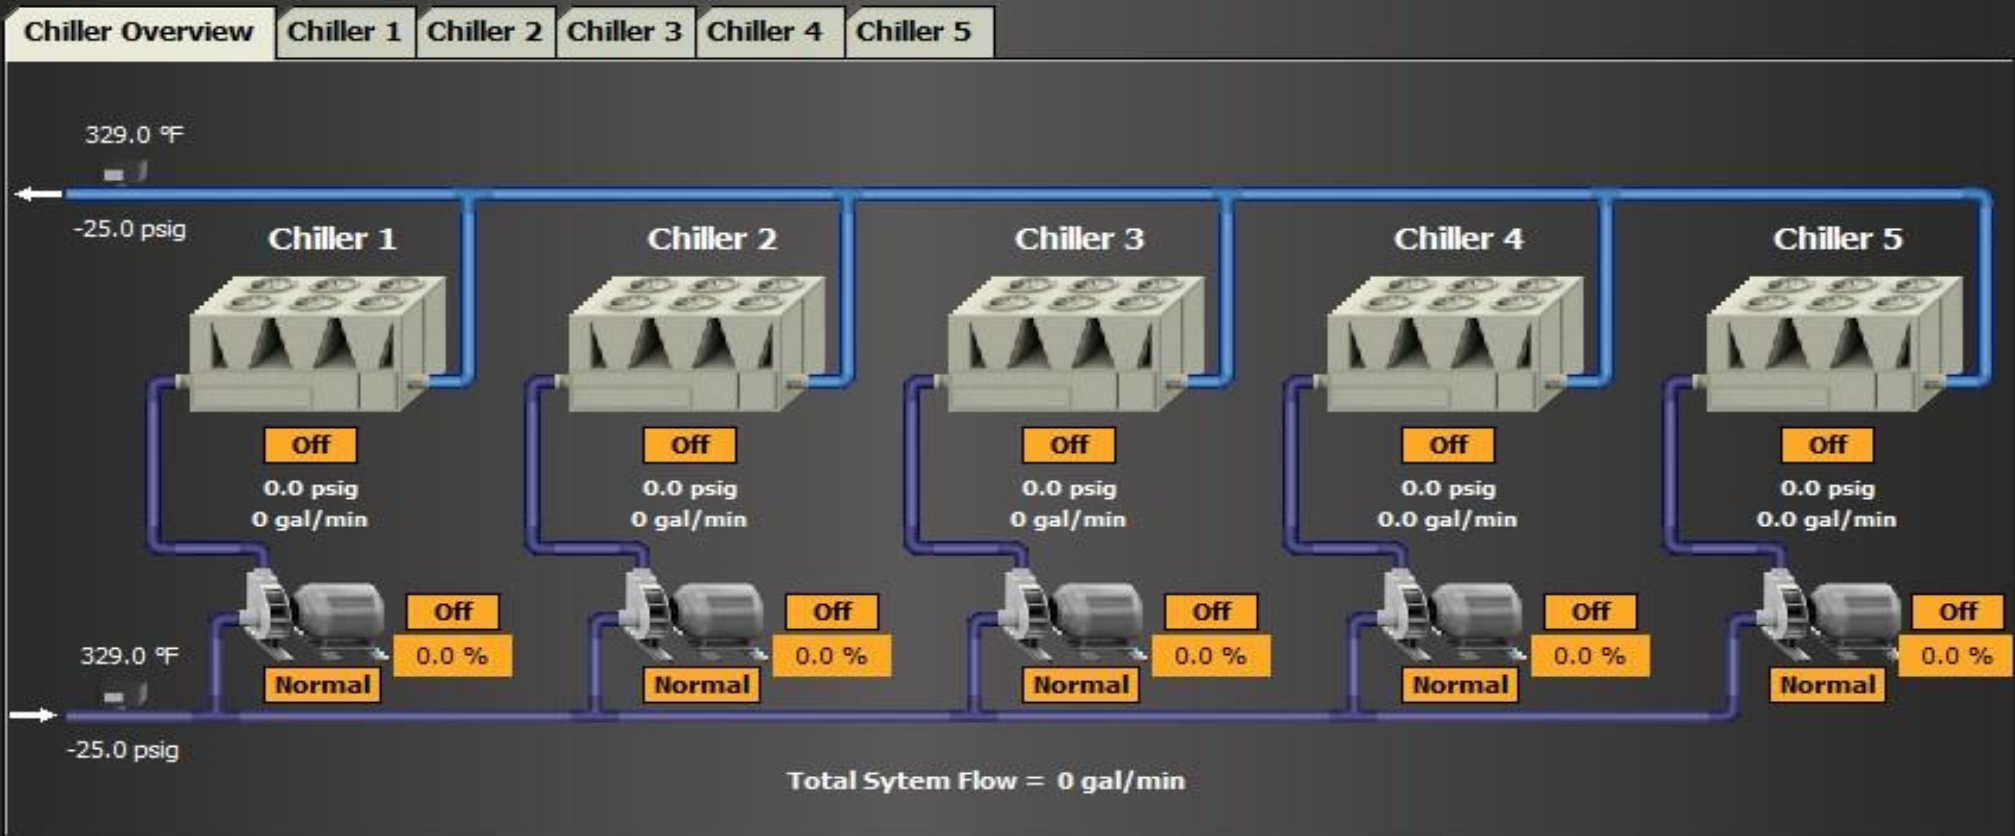 Chiller Overview Chiller 1 Chiller 2 Chiller 3 Chiller 4 Chiller 5
329.0 °F
-25.0 psig
Chiller 1 Chiller 2 Chiller 3 Chiller 4 Chiller 5
Off Off Off Off Off
0.0 psig 0.0 psig 0.0 psig 0.0 psig 0.0 psig
0 gal/min 0 gal/min 0 gal/min 0.0 gal/min 0.0 gal/min
Off Off Off Off Off
329.0 °F 0.0 % 0.0 % 0.0 % 0.0 % 0.0 %
Normal Normal Normal Normal Normal
-25.0 psig
Total Sytem Flow = 0 gal/min